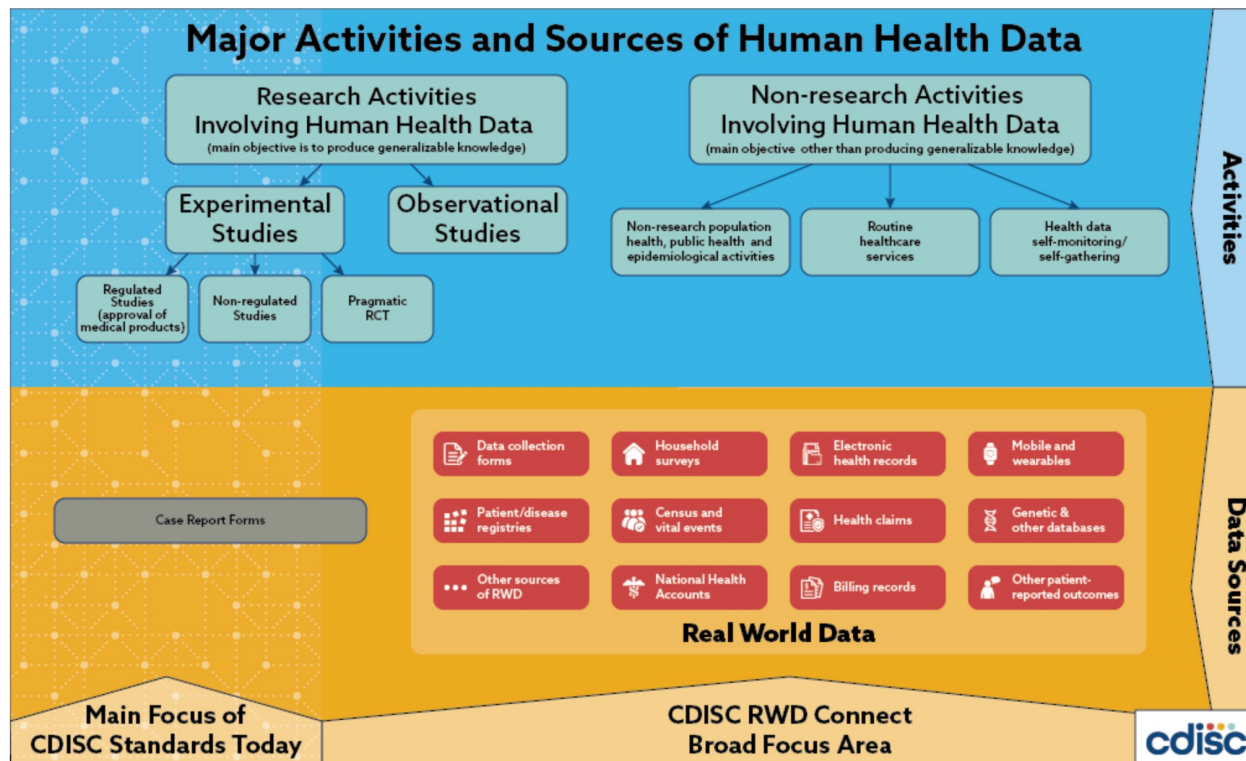 Major Activities and Sources of Human Health Data
Research Activities
Involving Human Health Data
(main objective is to produce generalizable knowledge)
Non-research Activities
Involving Human Health Data
(main objective other than producing generalizable knowledge)
Experimental
Studies
Observational
Studies
Non-research population
health, public health and
epidemiological activities
Routine
healthcare
services
Health data
self-monitoring/
self-gathering
Regulated
Studies
(approval of
medical products)
Non-regulated
Studies
Pragmatic
RCT
Activities
Data collection
forms
Household
surveys
Electronic
health records
Mobile and
wearables
Case Report Forms
Patient/disease
registries
Census and
vital events
Health claims
Genetic &
other databases
Other sources
of RWD
National Health
Accounts
Billing records
Other patient-
reported outcomes
Real World Data
Data Sources
Main Focus of
CDISC Standards Today
CDISC RWD Connect
Broad Focus Area
cdisc